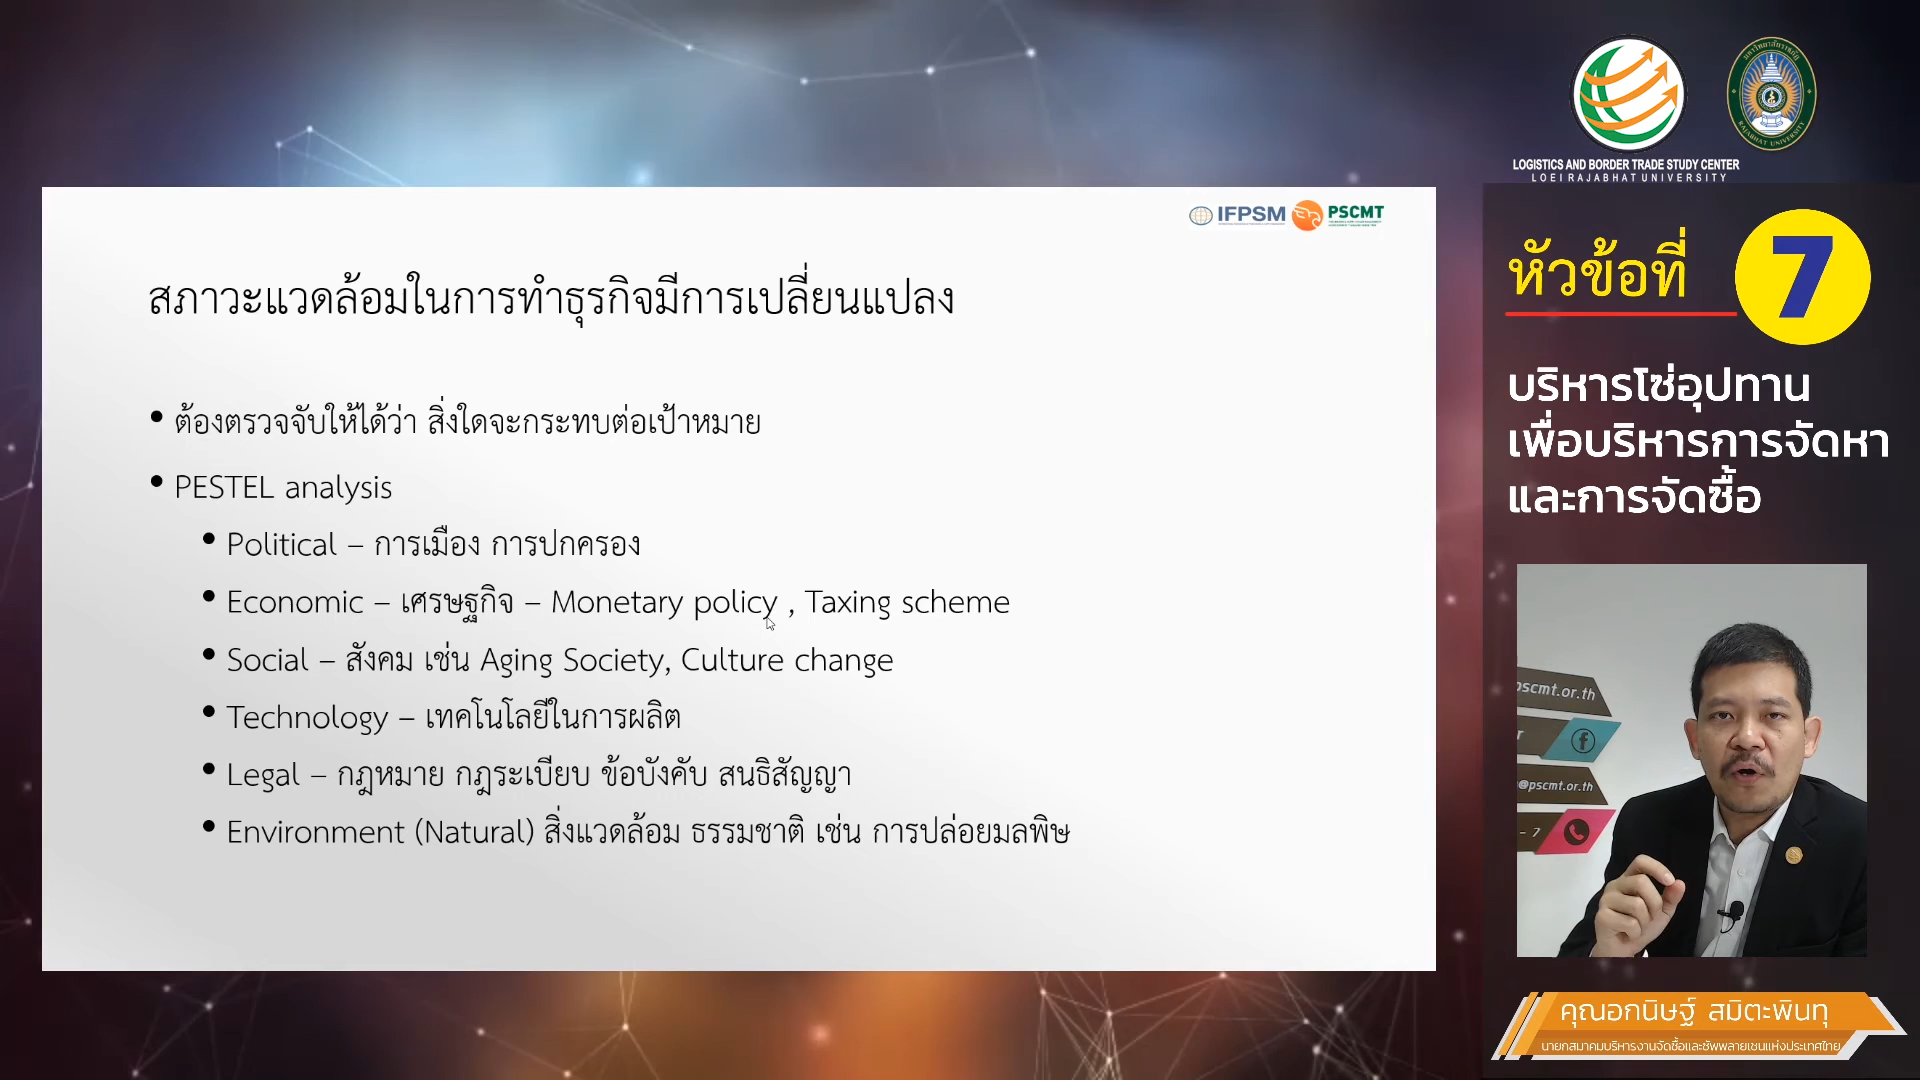 LOGISTICS AND BORDER TRADE STUDY CENTER
LOEI RAJABHAT UNIVERSITY
RAJABHAT UNIVERSITY
IFPSM
PSCMT
สภาวะแวดล้อมในการทำธุรกิจมีการเปลี่ยนแปลง
• ต้องตรวจจับให้ได้ว่า สิ่งใดจะกระทบต่อเป้าหมาย
• PESTEL analysis
• Political – การเมือง การปกครอง
• Economic – เศรษฐกิจ – Monetary policy , Taxing scheme
• Social – สังคม เช่น Aging Society, Culture change
• Technology – เทคโนโลยีในการผลิต
• Legal – กฎหมาย กฎระเบียบ ข้อบังคับ สนธิสัญญา
• Environment (Natural) สิ่งแวดล้อม ธรรมชาติ เช่น การปล่อยมลพิษ
หัวข้อที่ 7
บริหารโซ่อุปทาน
เพื่อบริหารการจัดหา
และการจัดซื้อ
pscmt.or.th
@pscmt.or.th
- 7
คุณอกนิษฐ์ สมิตะพินทุ
นายกสมาคมบริหารงานจัดซื้อและซัพพลายเชนแห่งประเทศไทย